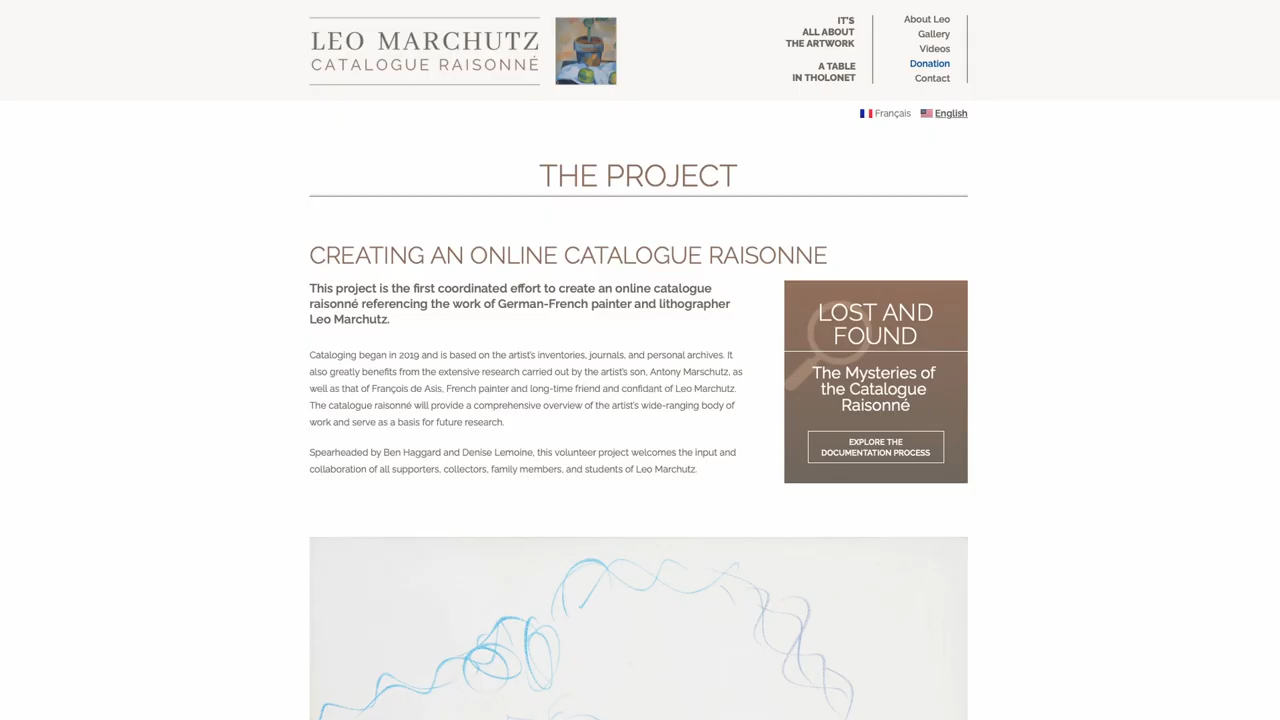 LEO MARCHUTZ
CATALOGUE RAISONNÉ
IT'S
ALL ABOUT
THE ARTWORK
A TABLE
IN THOLONET
About Leo
Gallery
Videos
Donation
Contact
Français English
THE PROJECT
CREATING AN ONLINE CATALOGUE RAISONNE
This project is the first coordinated effort to create an online catalogue
raisonné referencing the work of German-French painter and lithographer
Leo Marchutz.
Cataloging began in 2019 and is based on the artist's inventories, journals, and personal archives. It
also greatly benefits from the extensive research carried out by the artist's son, Antony Marschutz, as
well as that of François de Asis, French painter and long-time friend and confidant of Leo Marchutz.
The catalogue raisonné will provide a comprehensive overview of the artist's wide-ranging body of
work and serve as a basis for future research.
Spearheaded by Ben Haggard and Denise Lemoine, this volunteer project welcomes the input and
collaboration of all supporters, collectors, family members, and students of Leo Marchutz.
LOST AND
FOUND
The Mysteries of
the Catalogue
Raisonné
EXPLORE THE
DOCUMENTATION PROCESS